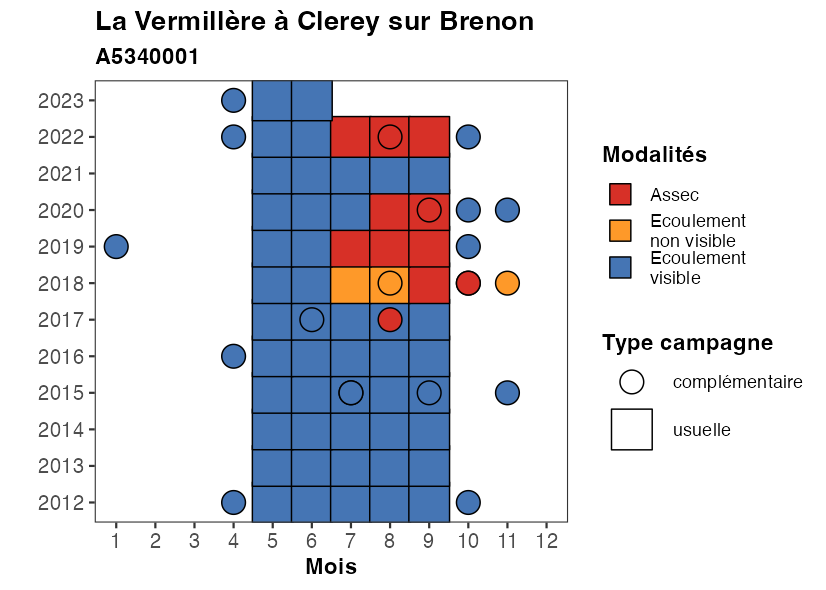 La Vermillère à Clerey sur Brenon
A5340001
2023
2022
2021
2020
2019
2018
2017
2016
2015
2014
2013
2012
1 2 3 4 5 6 7 8 9 10 11 12
Mois
Modalités
Assec
Ecoulement
non visible
Ecoulement
visible
Type campagne
complémentaire
usuelle